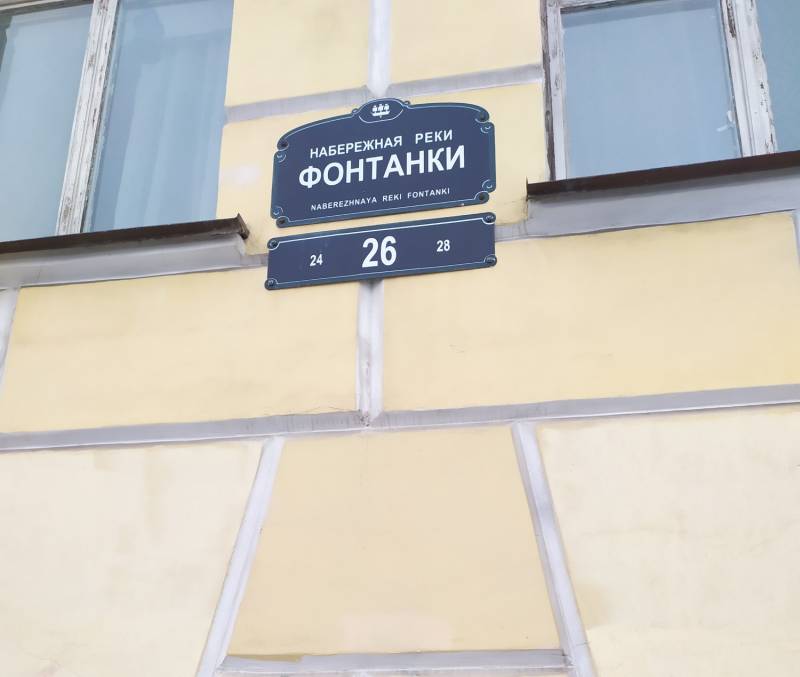 НАБЕРЕЖНАЯ РЕКИ
ФОНТАНКИ
NABEREZHNAYA REKI FONTANKI
24 26 28